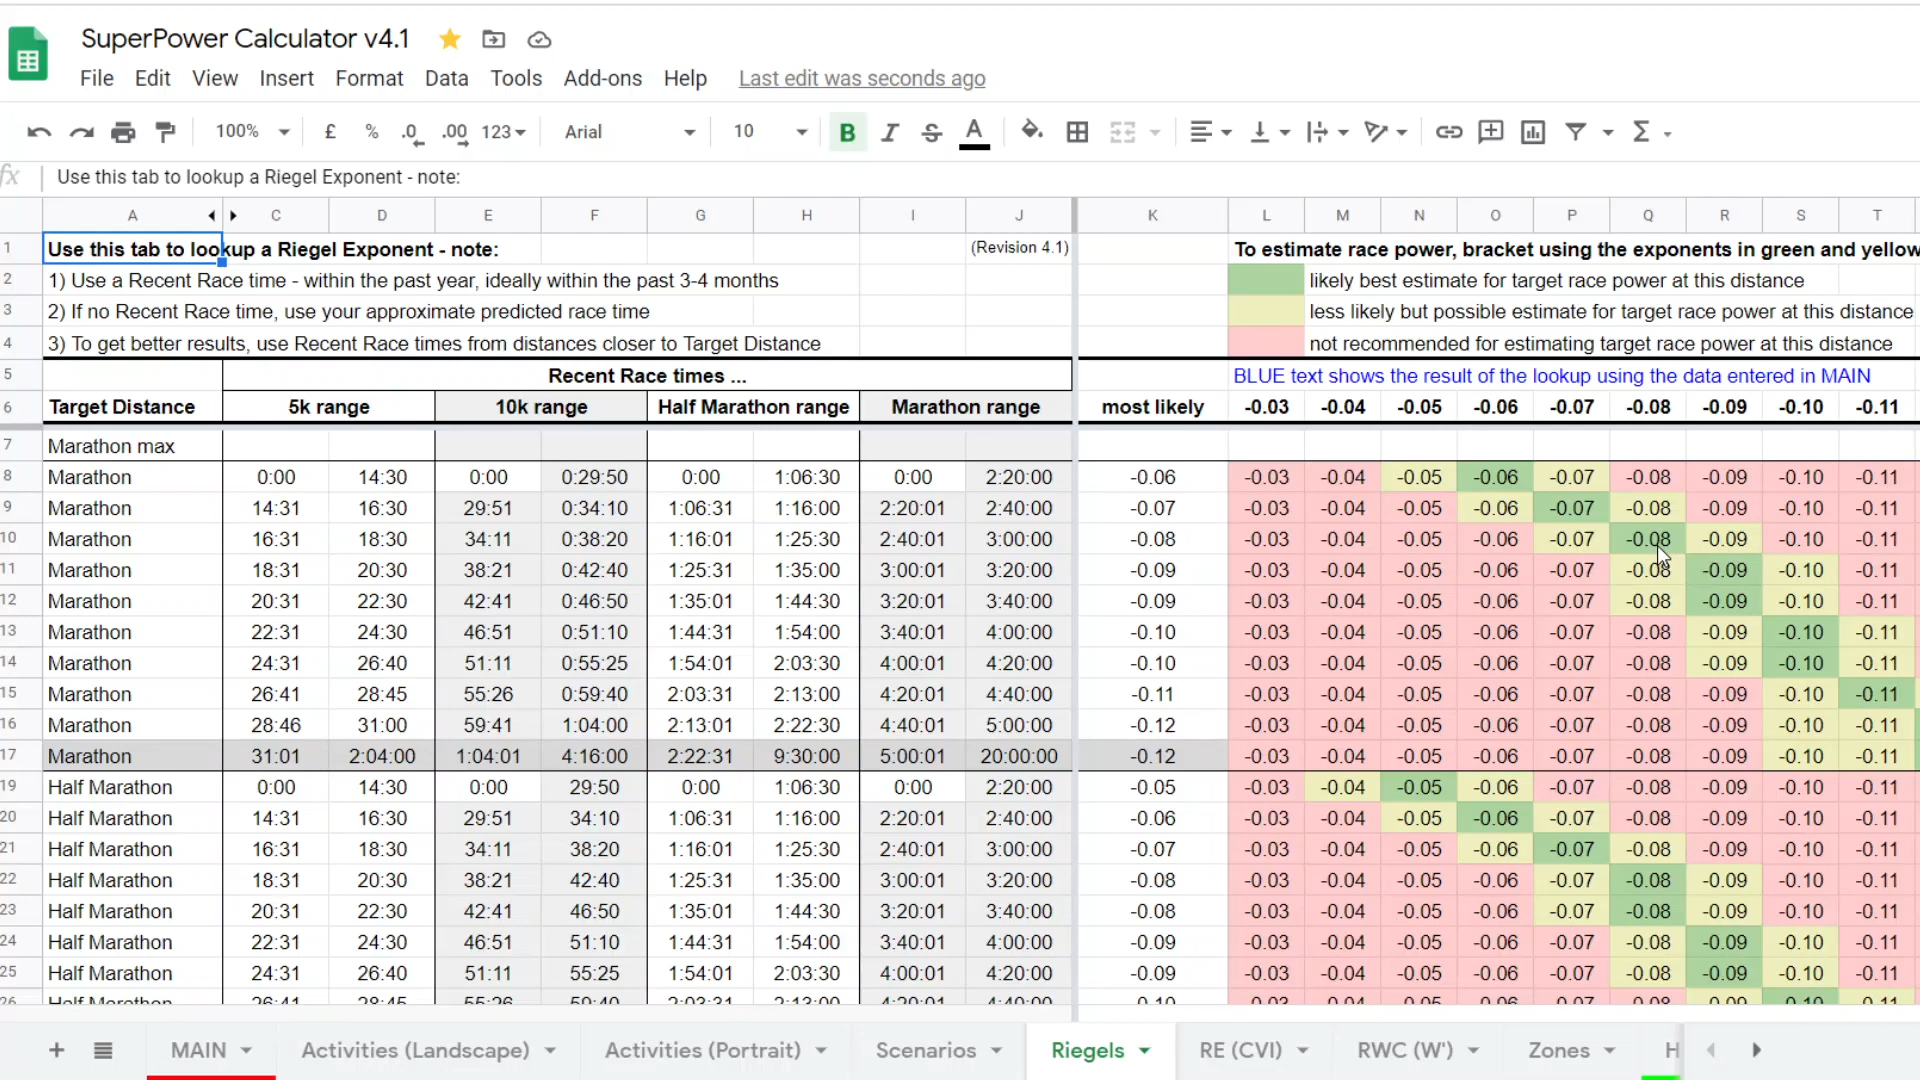 SuperPower Calculator v4.1
File Edit View Insert Format Data Tools Add-ons Help Last edit was seconds ago
100% £ % .0 .00 123 Arial 10 B I S A Σ
fx Use this tab to lookup a Riegel Exponent - note:
A C D E F G H I J K L M N O P Q R S T
1 Use this tab to lookup a Riegel Exponent - note: (Revision 4.1) To estimate race power, bracket using the exponents in green and yellow
2 1) Use a Recent Race time - within the past year, ideally within the past 3-4 months likely best estimate for target race power at this distance
3 2) If no Recent Race time, use your approximate predicted race time less likely but possible estimate for target race power at this distance
4 3) To get better results, use Recent Race times from distances closer to Target Distance not recommended for estimating target race power at this distance
5 Recent Race times ... BLUE text shows the result of the lookup using the data entered in MAIN
6 Target Distance 5k range 10k range Half Marathon range Marathon range most likely -0.03 -0.04 -0.05 -0.06 -0.07 -0.08 -0.09 -0.10 -0.11
7 Marathon max
8 Marathon 0:00 14:30 0:00 0:29:50 0:00 1:06:30 0:00 2:20:00 -0.06 -0.03 -0.04 -0.05 -0.06 -0.07 -0.08 -0.09 -0.10 -0.11
9 Marathon 14:31 16:30 29:51 0:34:10 1:06:31 1:16:00 2:20:01 2:40:00 -0.07 -0.03 -0.04 -0.05 -0.06 -0.07 -0.08 -0.09 -0.10 -0.11
10 Marathon 16:31 18:30 34:11 0:38:20 1:16:01 1:25:30 2:40:01 3:00:00 -0.08 -0.03 -0.04 -0.05 -0.06 -0.07 -0.08 -0.09 -0.10 -0.11
11 Marathon 18:31 20:30 38:21 0:42:40 1:25:31 1:35:00 3:00:01 3:20:00 -0.09 -0.03 -0.04 -0.05 -0.06 -0.07 -0.08 -0.09 -0.10 -0.11
12 Marathon 20:31 22:30 42:41 0:46:50 1:35:01 1:44:30 3:20:01 3:40:00 -0.09 -0.03 -0.04 -0.05 -0.06 -0.07 -0.08 -0.09 -0.10 -0.11
13 Marathon 22:31 24:30 46:51 0:51:10 1:44:31 1:54:00 3:40:01 4:00:00 -0.10 -0.03 -0.04 -0.05 -0.06 -0.07 -0.08 -0.09 -0.10 -0.11
14 Marathon 24:31 26:40 51:11 0:55:25 1:54:01 2:03:30 4:00:01 4:20:00 -0.10 -0.03 -0.04 -0.05 -0.06 -0.07 -0.08 -0.09 -0.10 -0.11
15 Marathon 26:41 28:45 55:26 0:59:40 2:03:31 2:13:00 4:20:01 4:40:00 -0.11 -0.03 -0.04 -0.05 -0.06 -0.07 -0.08 -0.09 -0.10 -0.11
16 Marathon 28:46 31:00 59:41 1:04:00 2:13:01 2:22:30 4:40:01 5:00:00 -0.12 -0.03 -0.04 -0.05 -0.06 -0.07 -0.08 -0.09 -0.10 -0.11
17 Marathon 31:01 2:04:00 1:04:01 4:16:00 2:22:31 9:30:00 5:00:01 20:00:00 -0.12 -0.03 -0.04 -0.05 -0.06 -0.07 -0.08 -0.09 -0.10 -0.11
19 Half Marathon 0:00 14:30 0:00 29:50 0:00 1:06:30 0:00 2:20:00 -0.05 -0.03 -0.04 -0.05 -0.06 -0.07 -0.08 -0.09 -0.10 -0.11
20 Half Marathon 14:31 16:30 29:51 34:10 1:06:31 1:16:00 2:20:01 2:40:00 -0.06 -0.03 -0.04 -0.05 -0.06 -0.07 -0.08 -0.09 -0.10 -0.11
21 Half Marathon 16:31 18:30 34:11 38:20 1:16:01 1:25:30 2:40:01 3:00:00 -0.07 -0.03 -0.04 -0.05 -0.06 -0.07 -0.08 -0.09 -0.10 -0.11
22 Half Marathon 18:31 20:30 38:21 42:40 1:25:31 1:35:00 3:00:01 3:20:00 -0.08 -0.03 -0.04 -0.05 -0.06 -0.07 -0.08 -0.09 -0.10 -0.11
23 Half Marathon 20:31 22:30 42:41 46:50 1:35:01 1:44:30 3:20:01 3:40:00 -0.08 -0.03 -0.04 -0.05 -0.06 -0.07 -0.08 -0.09 -0.10 -0.11
24 Half Marathon 22:31 24:30 46:51 51:10 1:44:31 1:54:00 3:40:01 4:00:00 -0.09 -0.03 -0.04 -0.05 -0.06 -0.07 -0.08 -0.09 -0.10 -0.11
25 Half Marathon 24:31 26:40 51:11 55:25 1:54:01 2:03:30 4:00:01 4:20:00 -0.09 -0.03 -0.04 -0.05 -0.06 -0.07 -0.08 -0.09 -0.10 -0.11
26 Half Marathon 26:41 28:45 55:26 59:40 2:03:31 2:13:00 4:20:01 4:40:00 -0.10 -0.03 -0.04 -0.05 -0.06 -0.07 -0.08 -0.09 -0.10 -0.11
MAIN Activities (Landscape) Activities (Portrait) Scenarios Riegels RE (CVI) RWC (W') Zones H